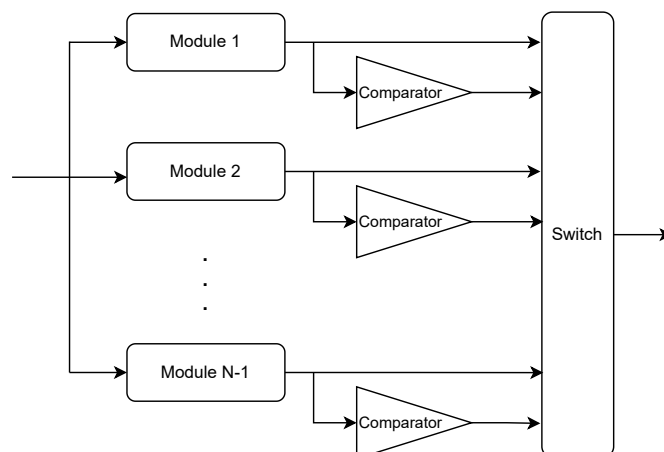 Module 1
Comparator
Module 2
Comparator
Switch
.
.
.
Module N-1
Comparator